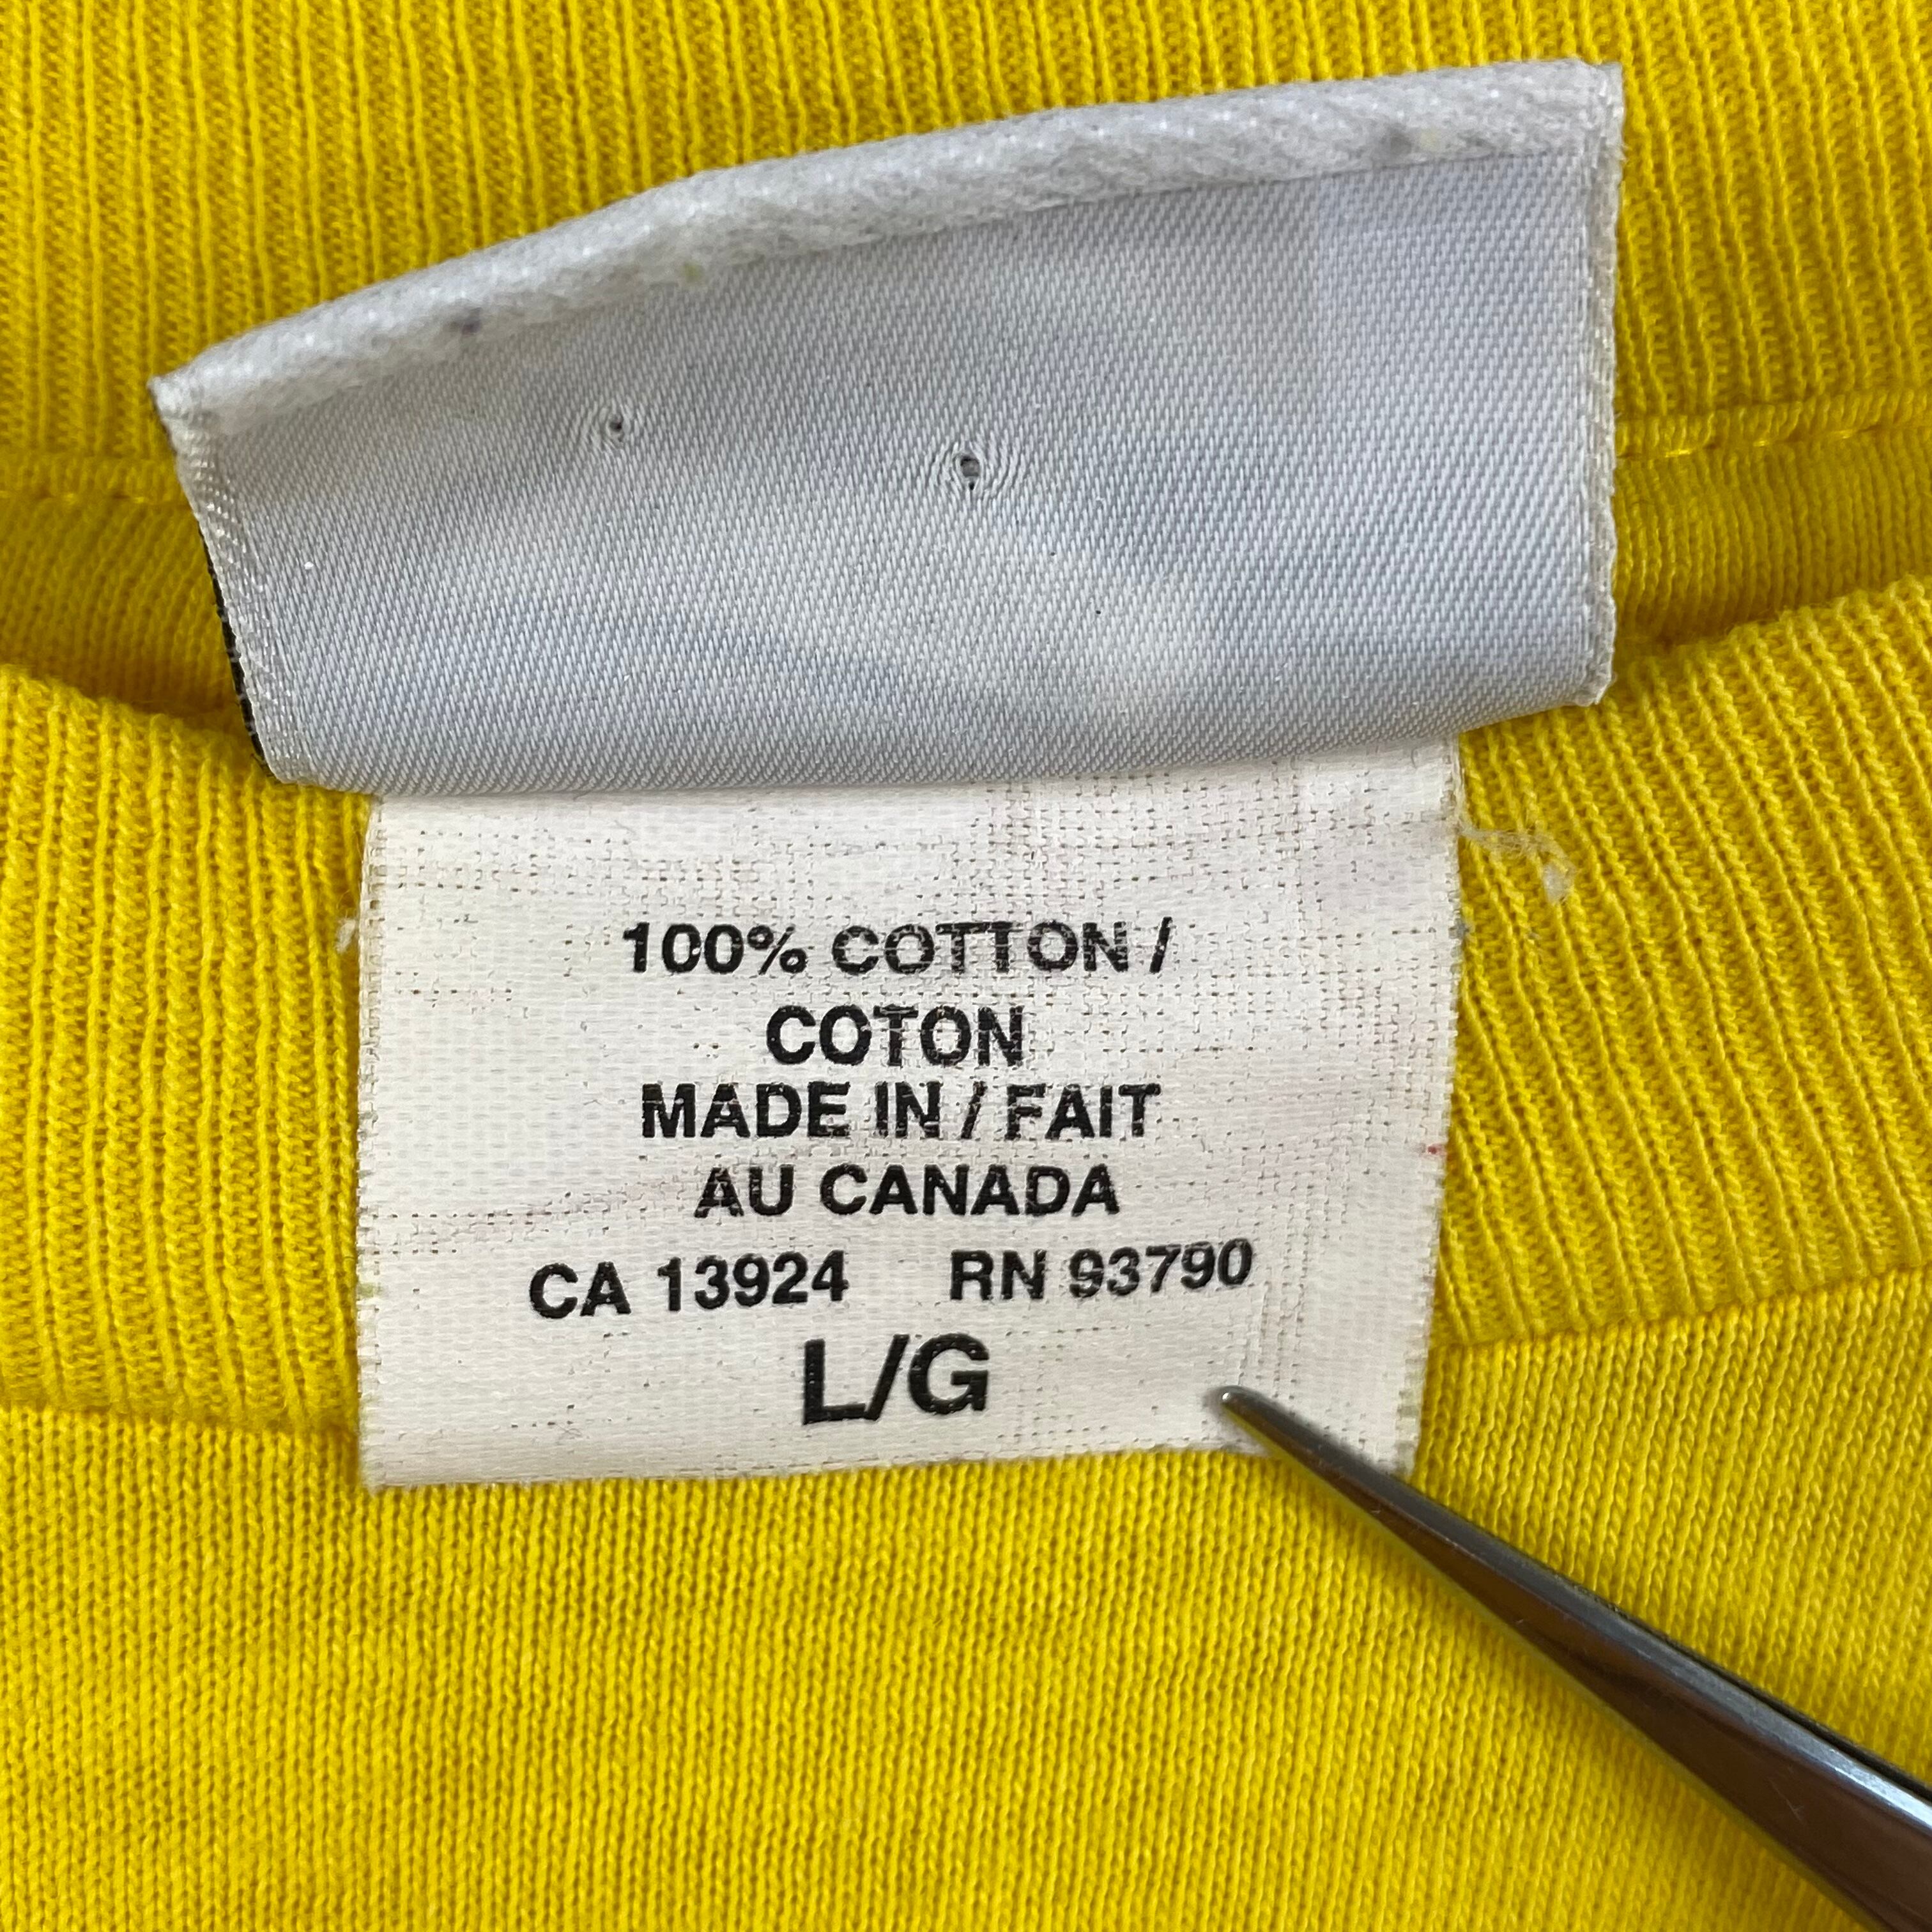 100% COTTON /
COTON
MADE IN / FAIT
AU CANADA
CA 13924 RN 93790
L/G